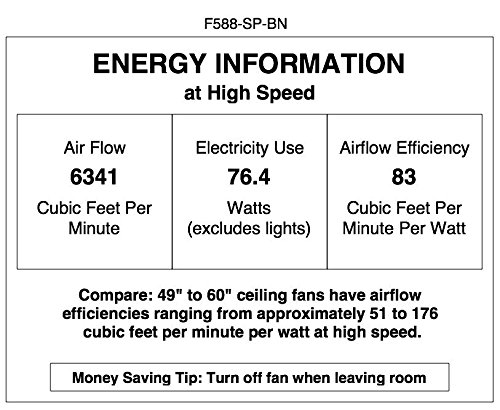 F588-SP-BN
ENERGY INFORMATION
at High Speed
Air Flow
6341
Cubic Feet Per
Minute
Electricity Use
76.4
Watts
(excludes lights)
Airflow Efficiency
83
Cubic Feet Per
Minute Per Watt
Compare: 49" to 60" ceiling fans have airflow
efficiencies ranging from approximately 51 to 176
cubic feet per minute per watt at high speed.
Money Saving Tip: Turn off fan when leaving room